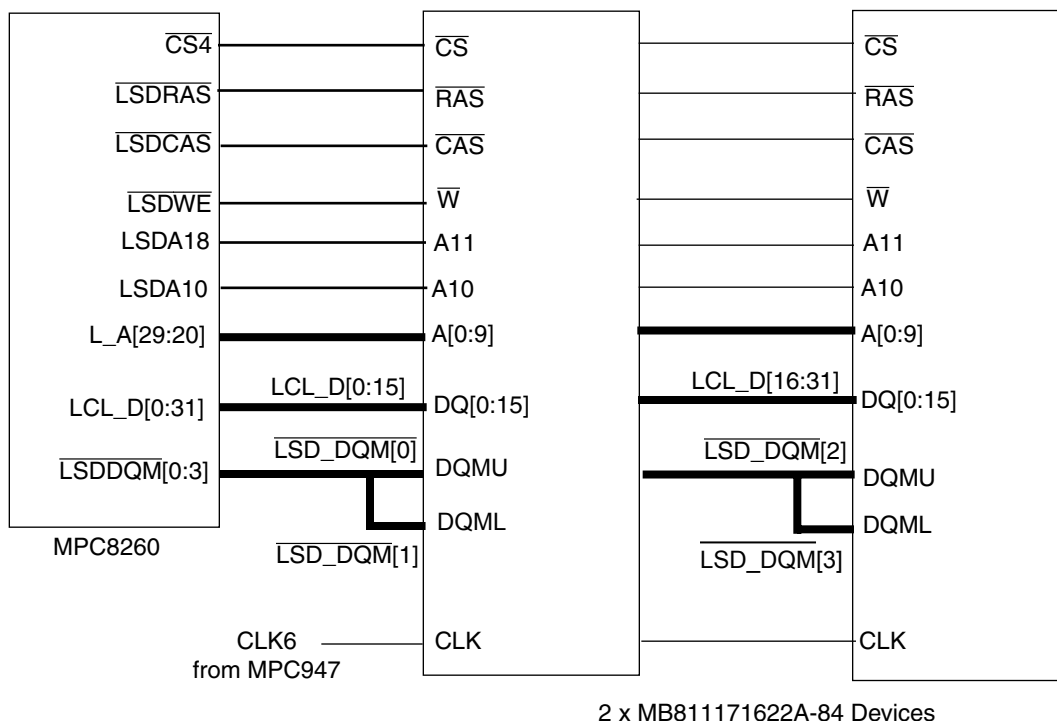 CS4 CS CS
LSDRAS RAS RAS
LSDCAS CAS CAS
LSDWE W W
LSDA18 A11 A11
LSDA10 A10 A10
L_A[29:20] A[0:9] A[0:9]
LCL_D[0:15] LCL_D[16:31]
LCL_D[0:31] DQ[0:15] DQ[0:15]
LSD_DQM[0] LSD_DQM[2]
LSDDQM[0:3] DQMU DQMU
DQML DQML
MPC8260 LSD_DQM[1] LSD_DQM[3]
CLK6 CLK CLK
from MPC947
2 x MB811171622A-84 Devices